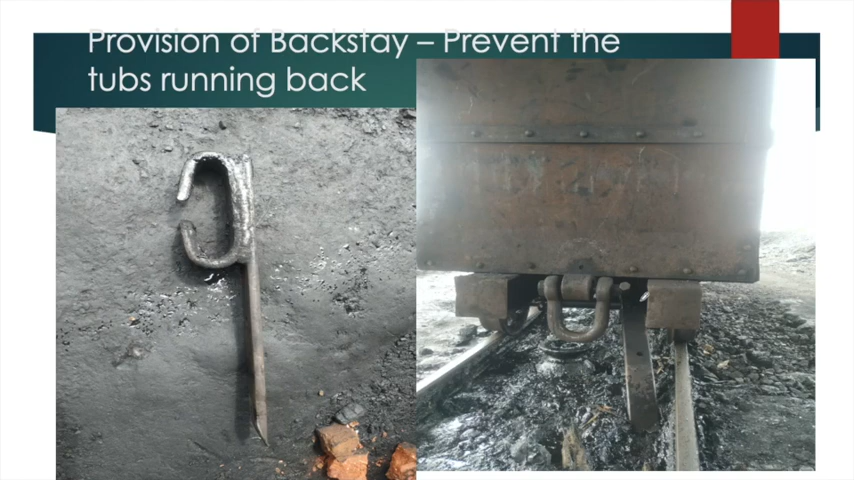 Provision of Backstay – Prevent the
tubs running back